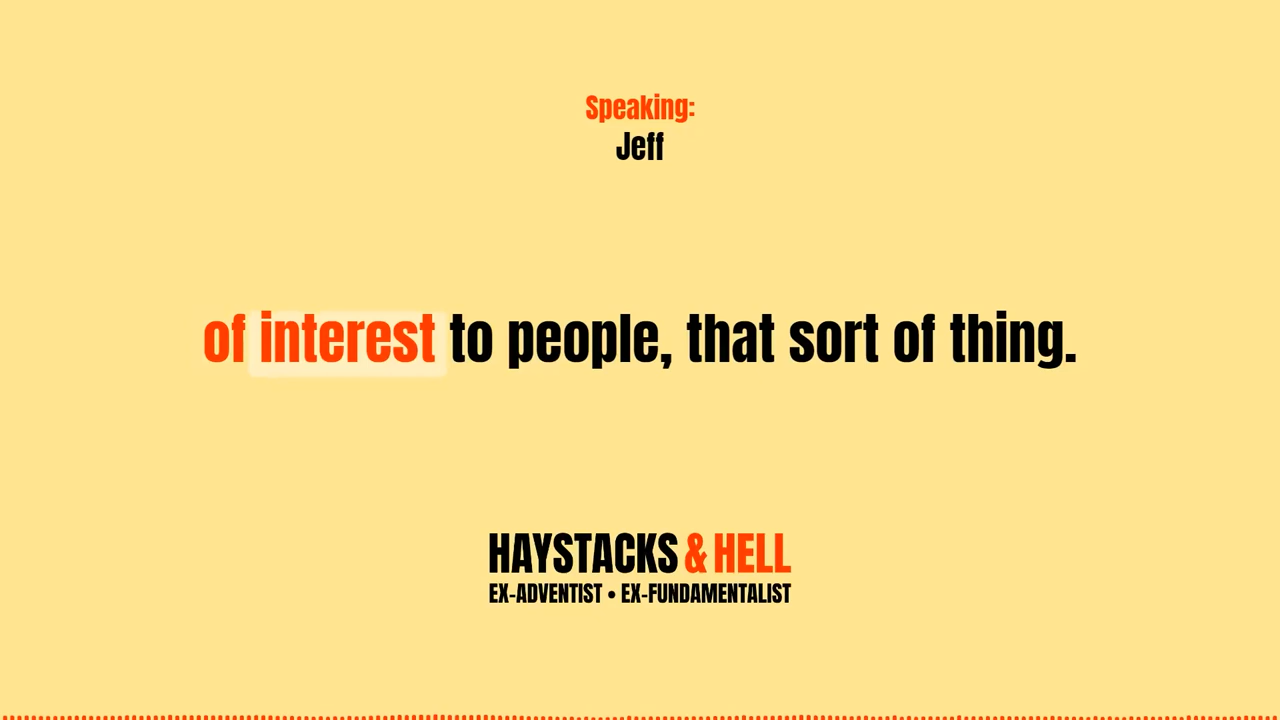 Speaking:
Jeff
of interest to people, that sort of thing.
HAYSTACKS & HELL
EX-ADVENTIST • EX-FUNDAMENTALIST